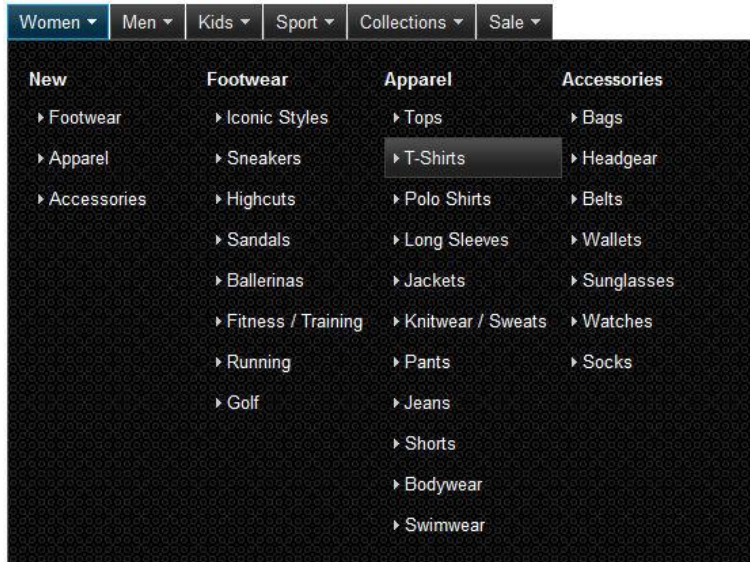 Women Men Kids Sport Collections Sale
New
Footwear
Apparel
Accessories
Footwear
Iconic Styles
Sneakers
Highcuts
Sandals
Ballerinas
Fitness / Training
Running
Golf
Apparel
Tops
T-Shirts
Polo Shirts
Long Sleeves
Jackets
Knitwear / Sweats
Pants
Jeans
Shorts
Bodywear
Swimwear
Accessories
Bags
Headgear
Belts
Wallets
Sunglasses
Watches
Socks